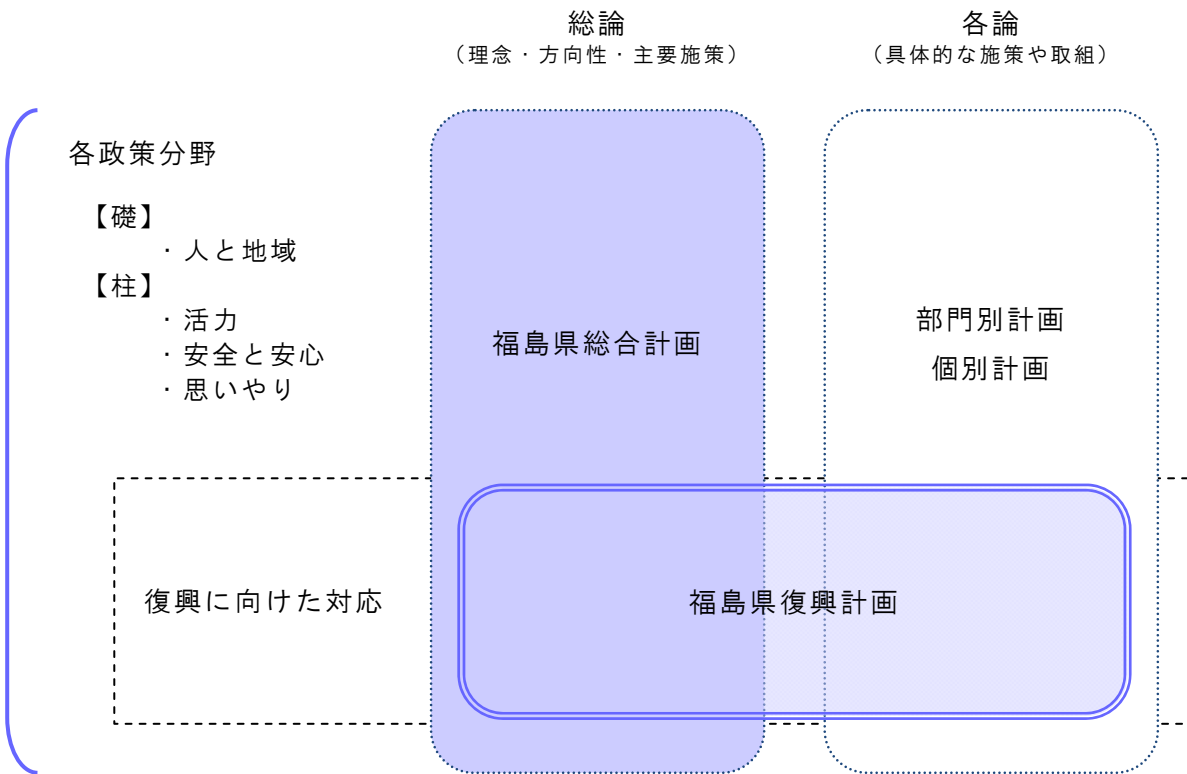 総論
（理念・方向性・主要施策）
各論
（具体的な施策や取組）
各政策分野
【礎】
・人と地域
【柱】
・活力
・安全と安心
・思いやり
福島県総合計画
部門別計画
個別計画
復興に向けた対応
福島県復興計画